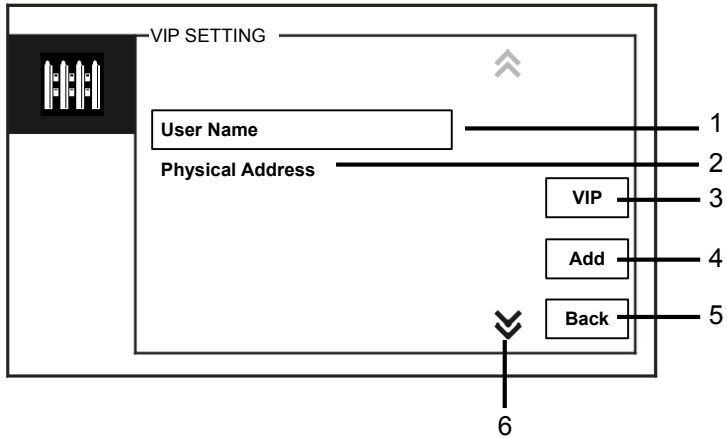 VIP SETTING
User Name
1
Physical Address
2
VIP
3
Add
4
Back
5
6